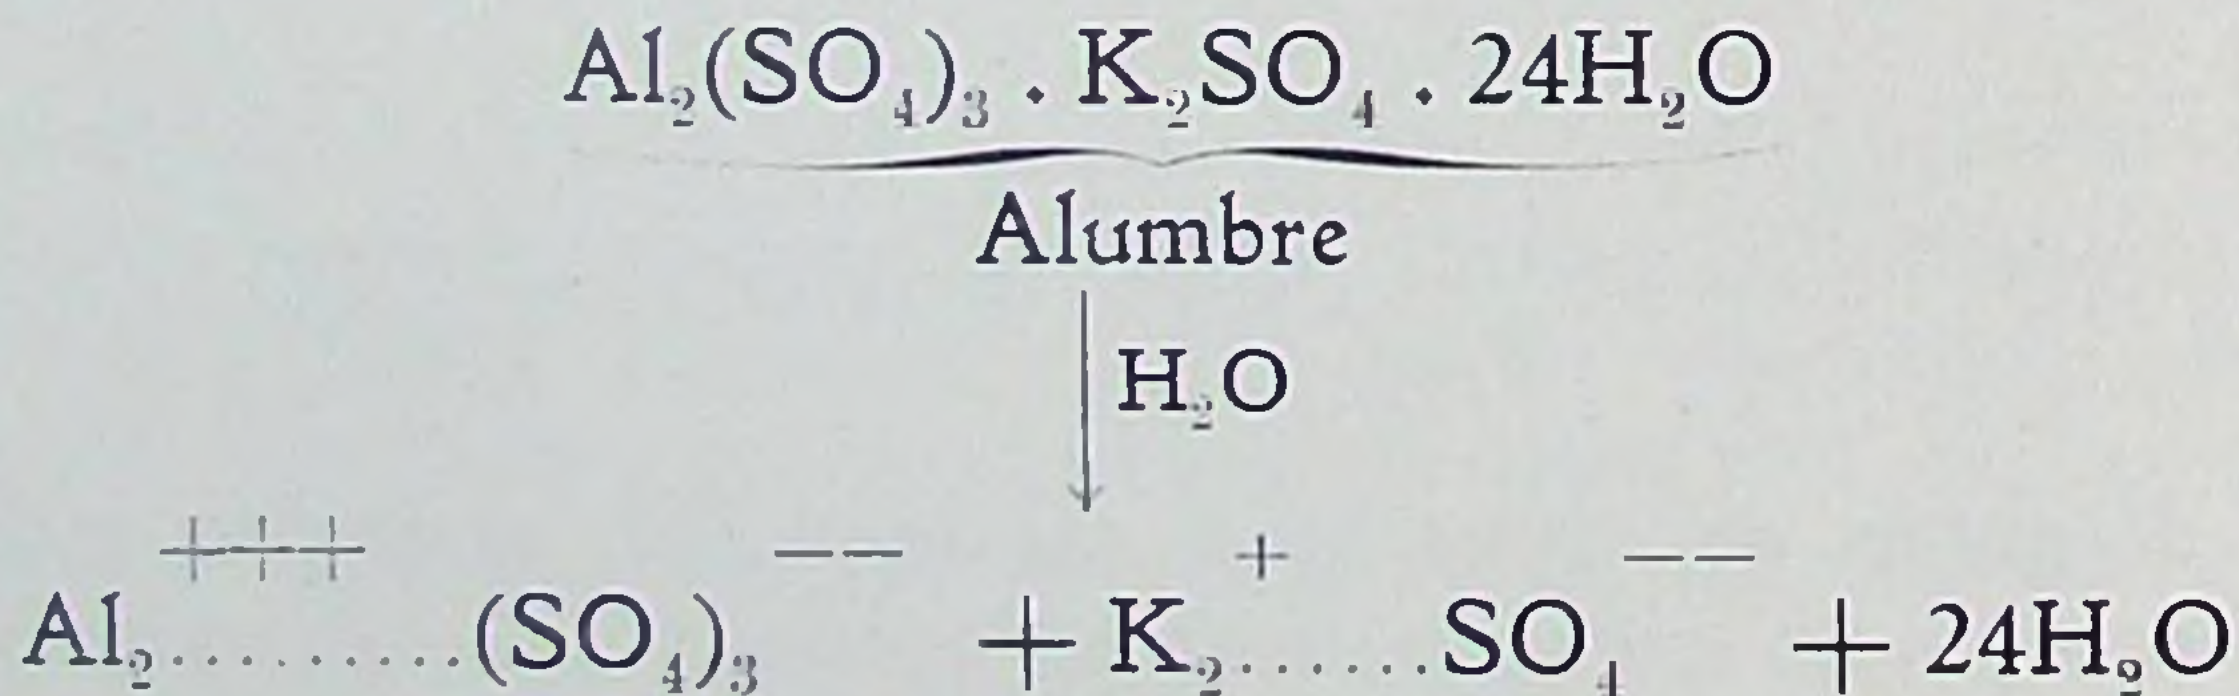 Al₂(SO₄)₃ . K₂SO₄ . 24H₂O
Alumbre
H₂O
+++ -- + --
Al₂.........(SO₄)₃ + K₂......SO₄ + 24H₂O